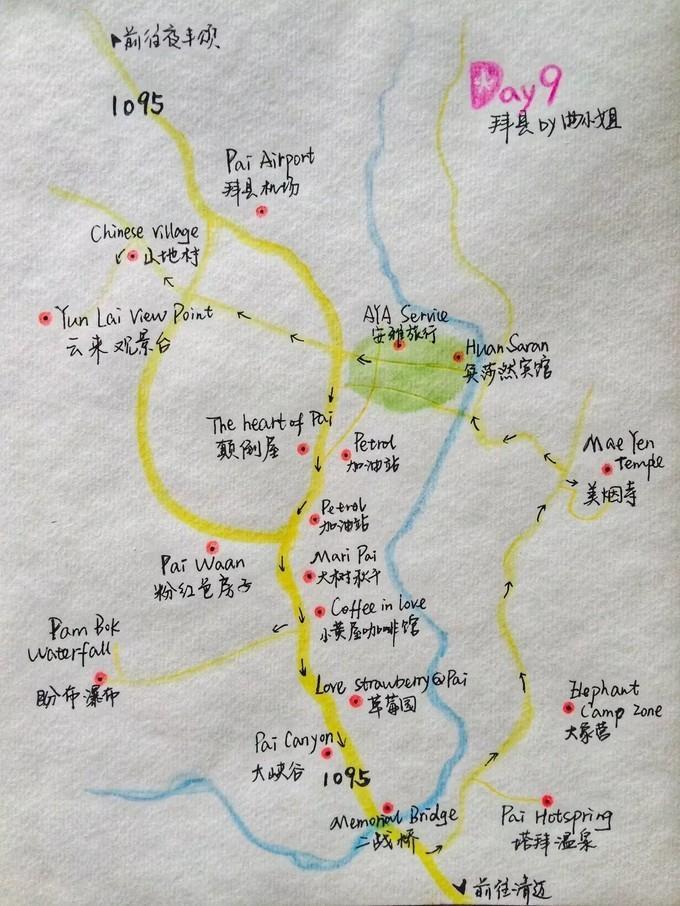 前往夜丰颂
1095
Day9
拜县 by
Pai Airport
拜县机场
Chinese village
山地村
Yun Lai View Point
云来观景台
AYA Service
安雅旅行
Huan Saran
奂莎然宾馆
The heart of Pai
颠倒屋
Petrol
加油站
Mae Yen
Temple
美烟寺
Petrol
加油站
Pai Waan
粉红色房子
Mari Pai
大树秋千
Coffee in love
小黄屋咖啡馆
Pam Bok
Waterfall
盼布瀑布
Love strawberry@Pai
草莓园
Elephant
Camp Zone
大象营
Pai Canyon
大峡谷
1095
Memorial Bridge
二战桥
Pai Hotspring
塔拜温泉
前往清迈